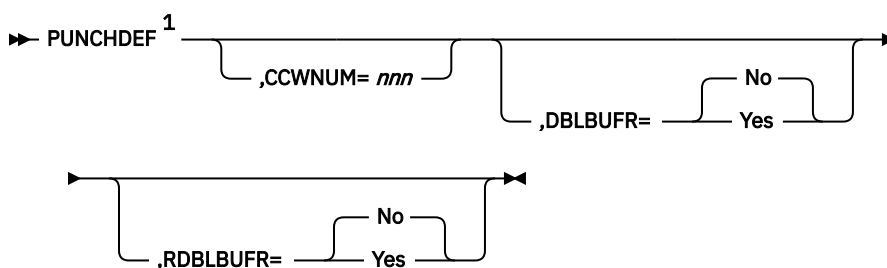 PUNCHDEF 1
,CCWNUM= nnn
No
,DBLBUFR= Yes
No
,RDBLBUFR= Yes